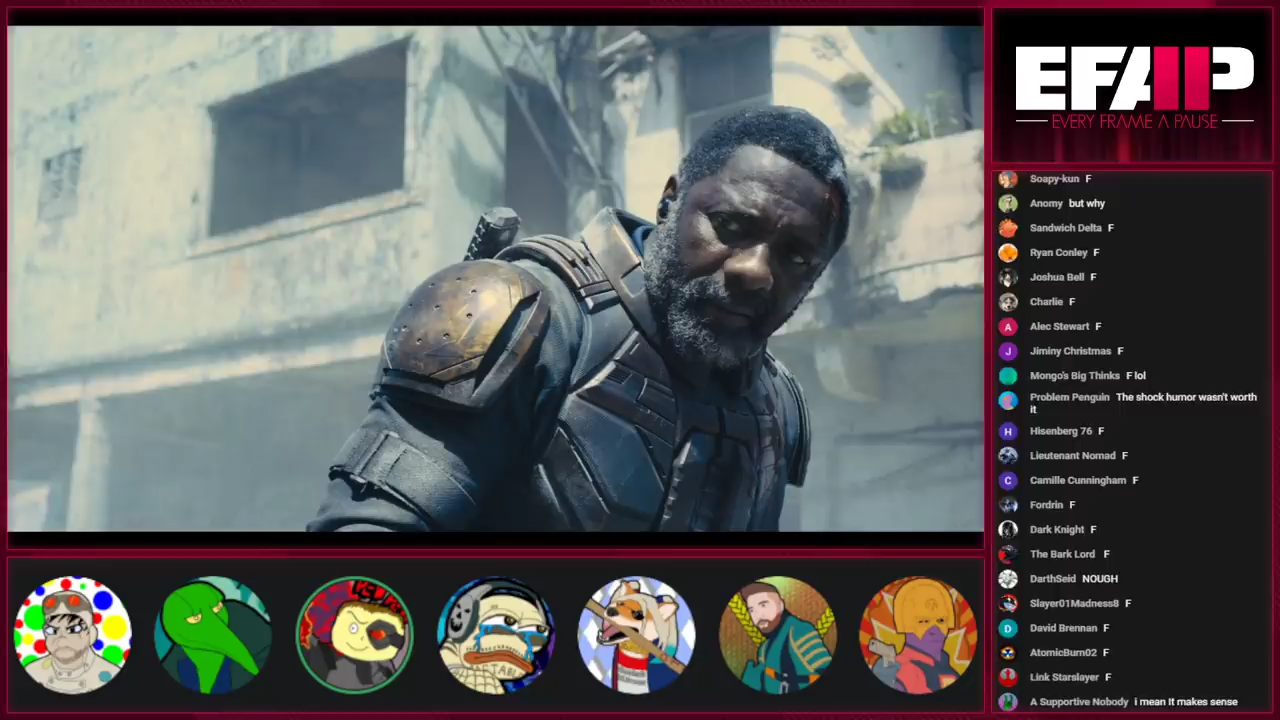 EFAP
EVERY FRAME A PAUSE
Soapy-kun F
Anomy but why
Sandwich Delta F
Ryan Conley F
Joshua Bell F
Charlie F
A Alec Stewart F
J Jiminy Christmas F
Mongo's Big Thinks F lol
Problem Penguin The shock humor wasn't worth
it
H Hisenberg 76 F
Lieutenant Nomad F
C Camille Cunningham F
Fordrin F
Dark Knight F
The Bark Lord F
DarthSeid NOUGH
Slayer01Madness8 F
D David Brennan F
AtomicBurn02 F
Link Starslayer F
A Supportive Nobody i mean It makes sense